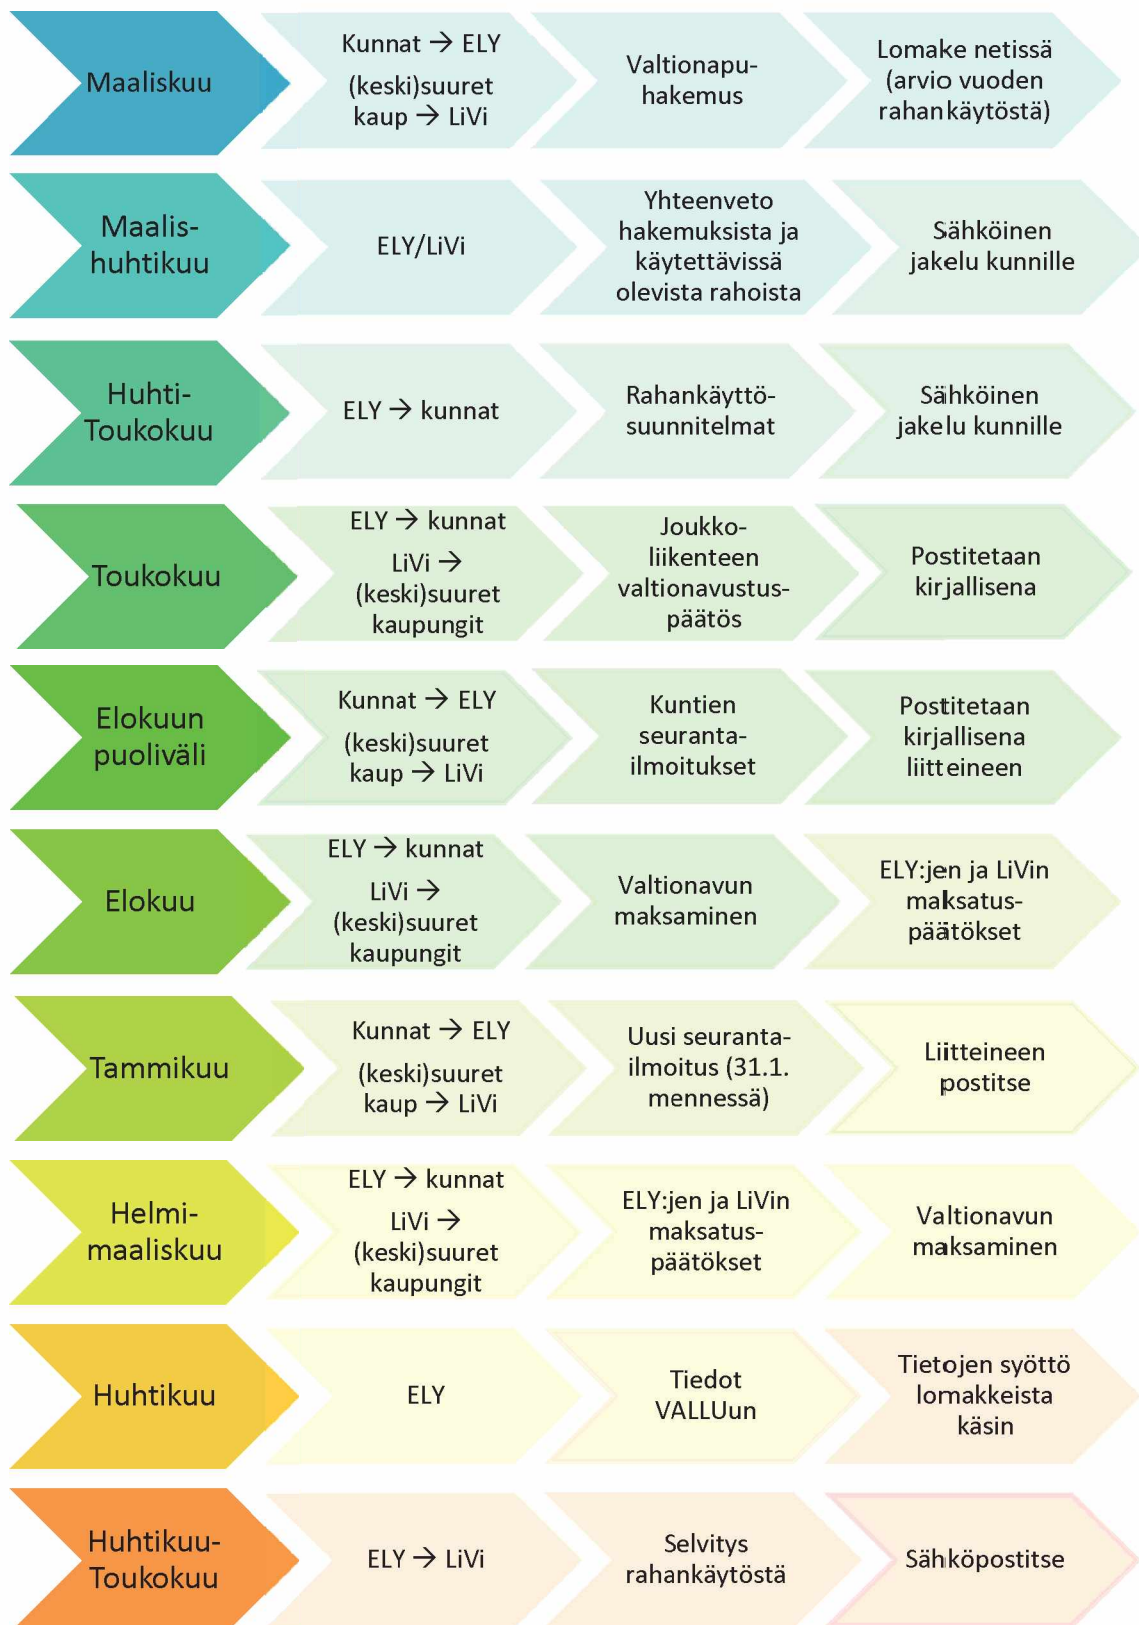 Maaliskuu
Kunnat → ELY
(keski)suuret
kaup → LiVi
Valtionapu-
hakemus
Lomake netissä
(arvio vuoden
rahankäytöstä)
Maalis-
huhtikuu
ELY/LiVi
Yhteenveto
hakemuksista ja
käytettävissä
olevista rahoista
Sähköinen
jakelu kunnille
Huhti-
Toukokuu
ELY → kunnat
Rahankäyttö-
suunnitelmat
Sähköinen
jakelu kunnille
Toukokuu
ELY → kunnat
LiVi →
(keski)suuret
kaupungit
Joukko-
liikenteen
valtionavustus-
päätös
Postitetaan
kirjallisena
Elokuun
puoliväli
Kunnat → ELY
(keski)suuret
kaup → LiVi
Kuntien
seuranta-
ilmoitukset
Postitetaan
kirjallisena
liitteineen
Elokuu
ELY → kunnat
LiVi →
(keski)suuret
kaupungit
Valtionavun
maksaminen
ELY:jen ja LiVin
maksatus-
päätökset
Tammikuu
Kunnat → ELY
(keski)suuret
kaup → LiVi
Uusi seuranta-
ilmoitus (31.1.
mennessä)
Liitteineen
postitse
Helmi-
maaliskuu
ELY → kunnat
LiVi →
(keski)suuret
kaupungit
ELY:jen ja LiVin
maksatus-
päätökset
Valtionavun
maksaminen
Huhtikuu
ELY
Tiedot
VALLUun
Tietojen syöttö
lomakkeista
käsin
Huhtikuu-
Toukokuu
ELY → LiVi
Selvitys
rahankäytöstä
Sähköpostitse